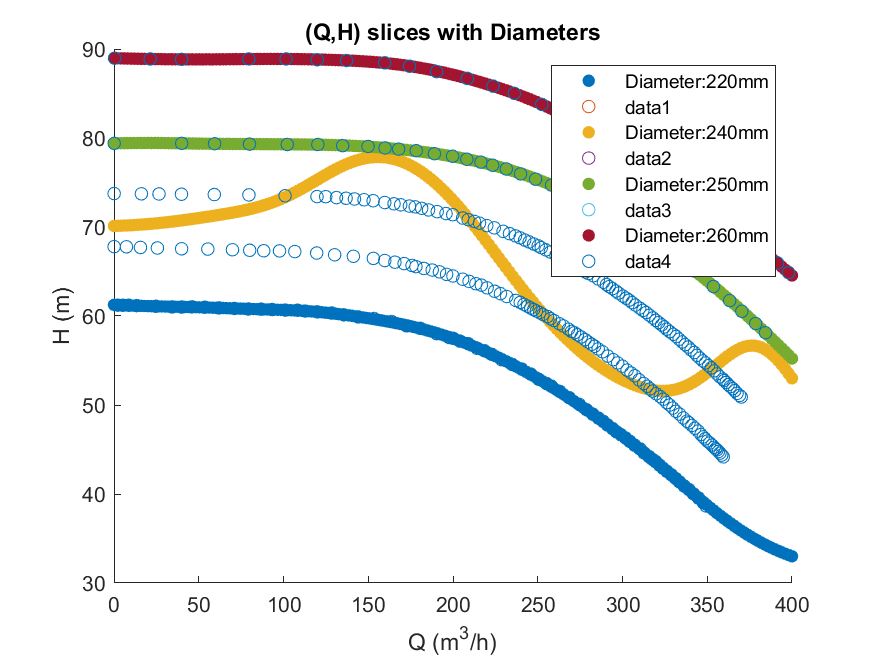 (Q,H) slices with Diameters
90
80
70
60
50
40
30
H (m)
Diameter:220mm
data1
Diameter:240mm
data2
Diameter:250mm
data3
Diameter:260mm
data4
0 50 100 150 200 250 300 350 400
Q (m³/h)